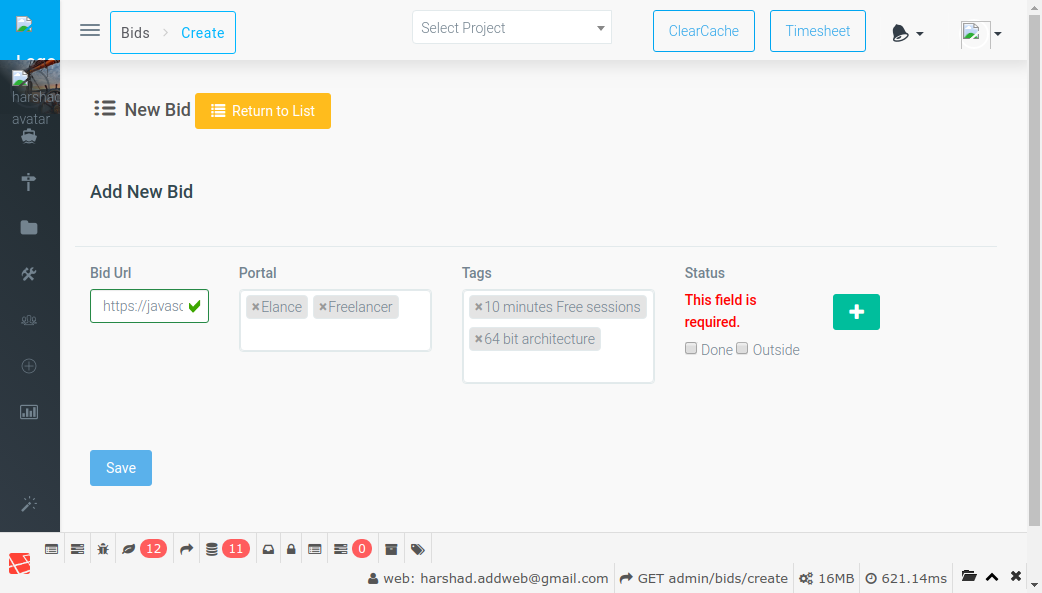 Bids
Create
Select Project
ClearCache
Timesheet
harshad
avatar
New Bid
Return to List
Add New Bid
Bid Url
Portal
Tags
Status
https://javasc
×Elance ×Freelancer
×10 minutes Free sessions
×64 bit architecture
This field is
required.
Done Outside
Save
12
11
0
web: harshad.addweb@gmail.com
GET admin/bids/create
16MB
621.14ms